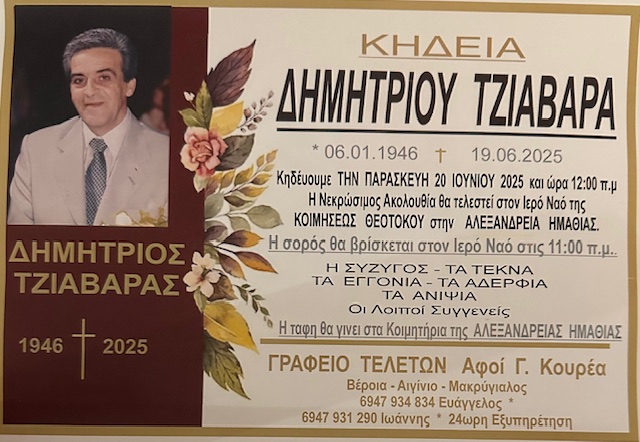 ΚΗΔΕΙΑ
ΔΗΜΗΤΡΙΟΥ ΤΖΙΑΒΑΡΑ
* 06.01.1946 † 19.06.2025
Κηδέυουμε ΤΗΝ ΠΑΡΑΣΚΕΥΗ 20 ΙΟΥΝΙΟΥ 2025 και ώρα 12:00 π.μ
Η Νεκρώσιμος Ακολουθία θα τελεστεί στον Ιερό Ναό της
ΚΟΙΜΗΣΕΩΣ ΘΕΟΤΟΚΟΥ στην ΑΛΕΞΑΝΔΡΕΙΑ ΗΜΑΘΙΑΣ.
Η σορός θα βρίσκεται στον Ιερό Ναό στις 11:00 π.μ..
Η ΣΥΖΥΓΟΣ - ΤΑ ΤΕΚΝΑ
ΤΑ ΕΓΓΟΝΙΑ - ΤΑ ΑΔΕΡΦΙΑ
ΤΑ ΑΝΙΨΙΑ
Οι Λοιποί Συγγενείς
Η ταφη θα γινει στα Κοιμητήρια της ΑΛΕΞΑΝΔΡΕΙΑΣ ΗΜΑΘΙΑΣ
ΓΡΑΦΕΙΟ ΤΕΛΕΤΩΝ Αφοί Γ. Κουρέα
Βέροια - Αιγίνιο - Μακρύγιαλος
6947 934 834 Ευάγγελος *
6947 931 290 Ιωάννης * 24ωρη Εξυπηρέτηση
ΔΗΜΗΤΡΙΟΣ
ΤΖΙΑΒΑΡΑΣ
1946 † 2025